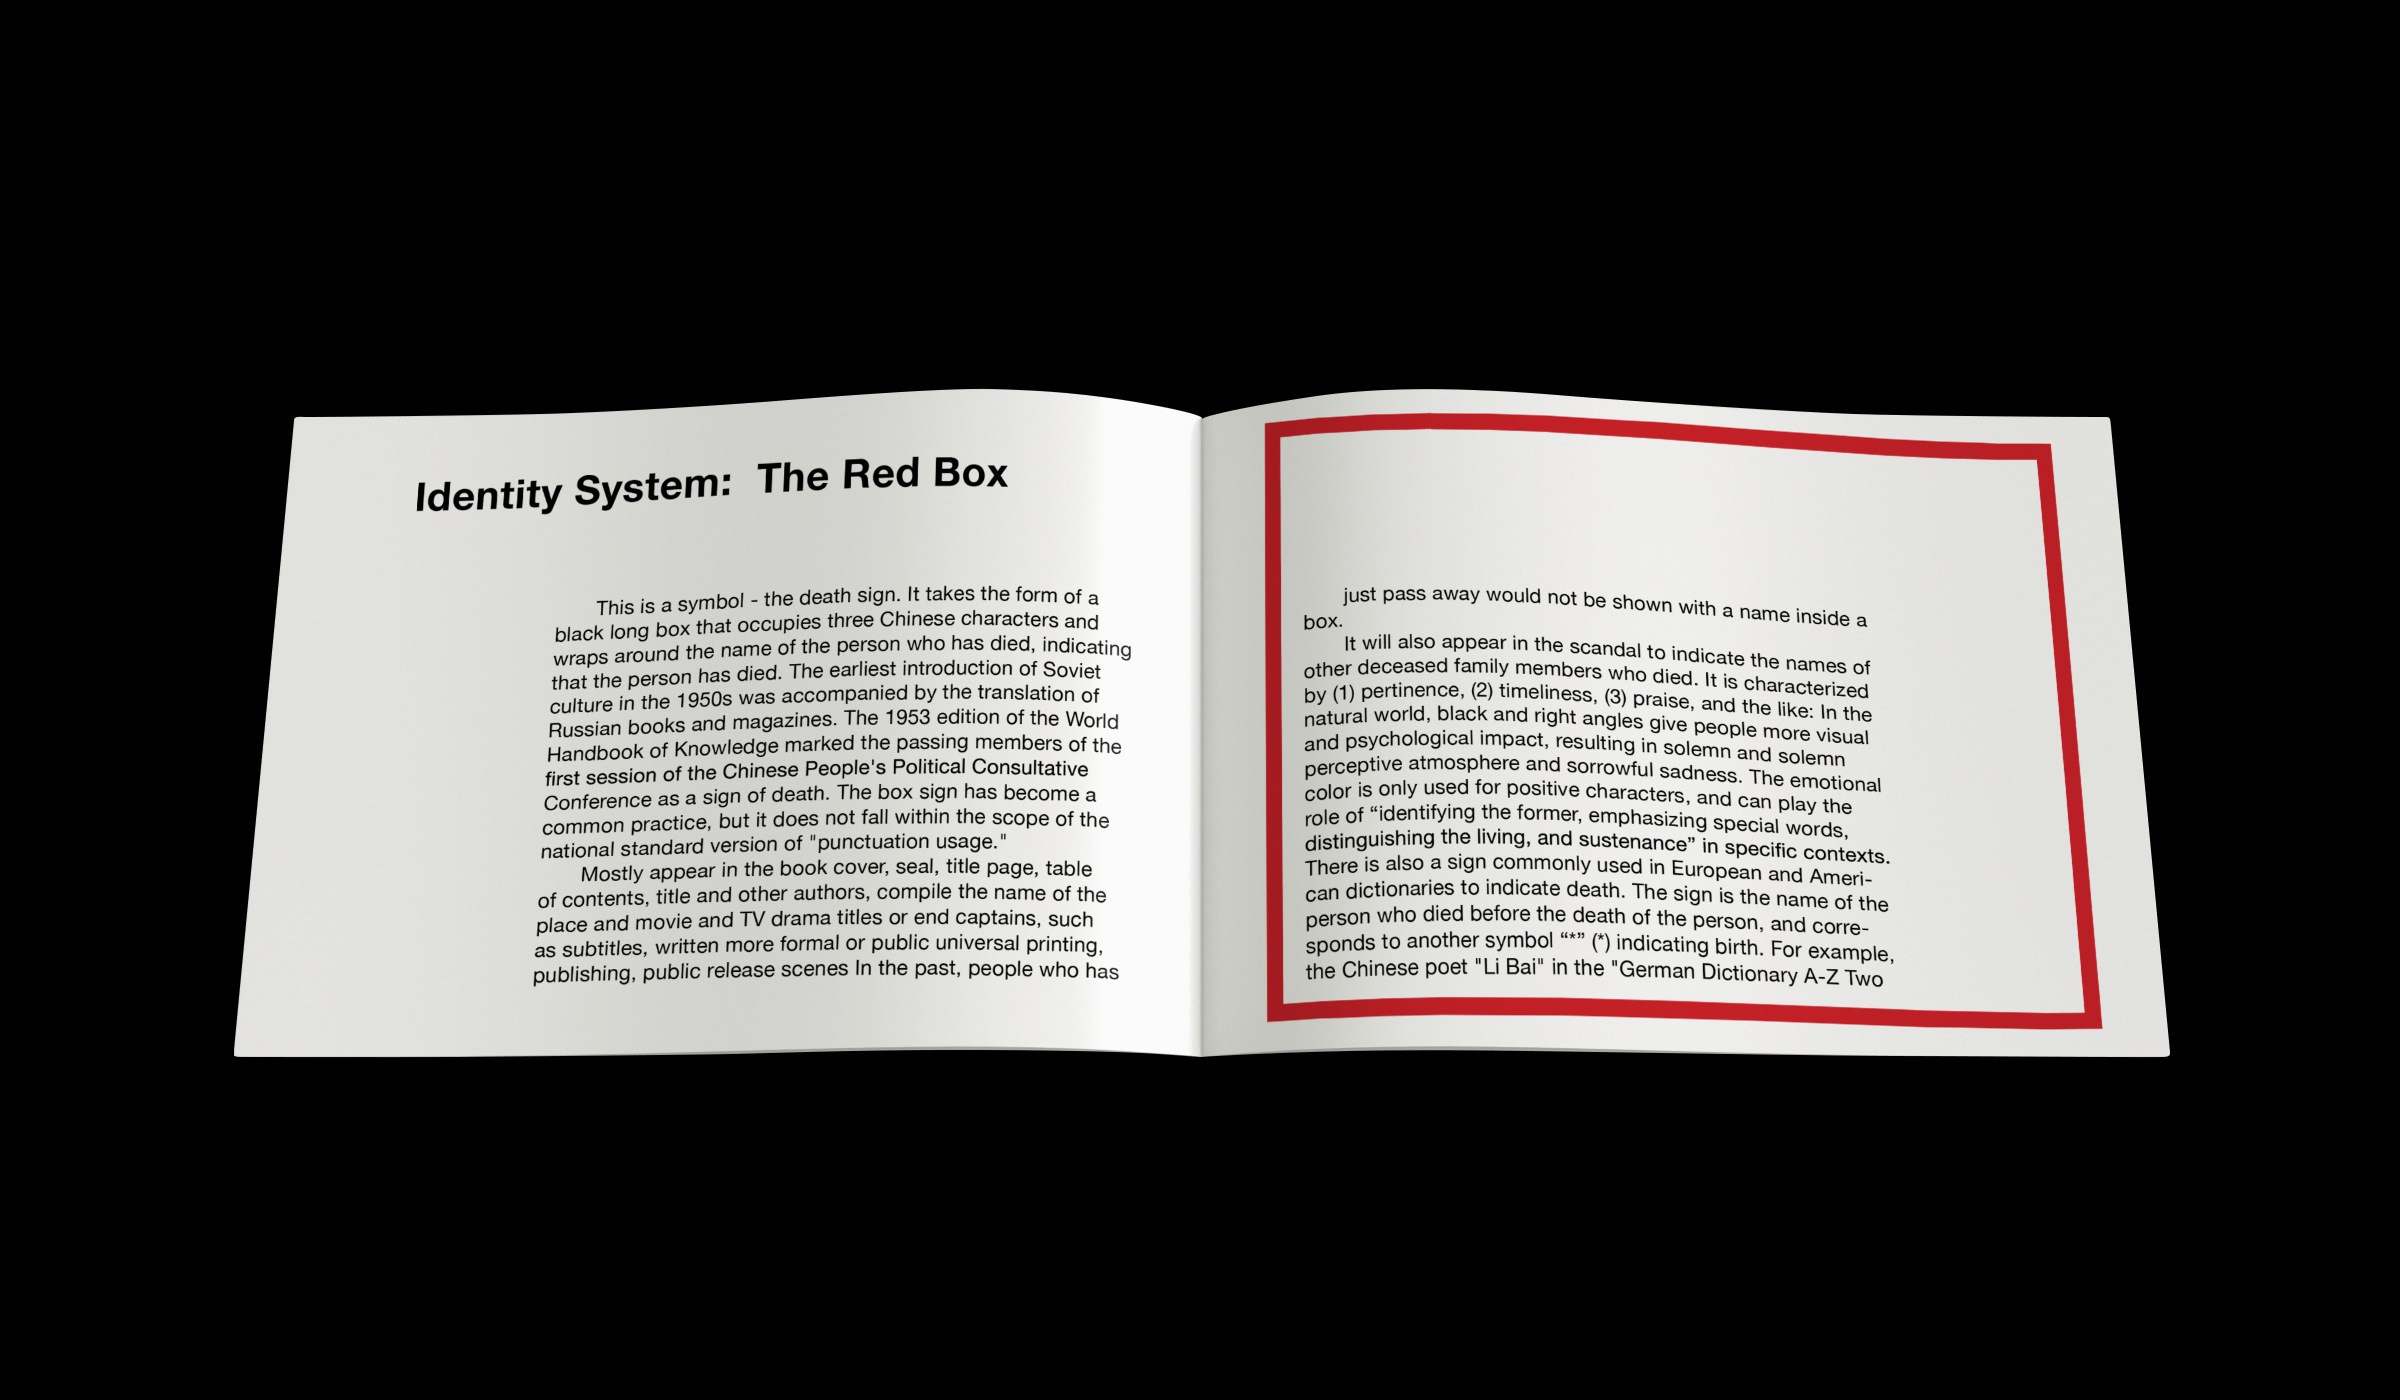 Identity System: The Red Box
This is a symbol - the death sign. It takes the form of a
black long box that occupies three Chinese characters and
wraps around the name of the person who has died, indicating
that the person has died. The earliest introduction of Soviet
culture in the 1950s was accompanied by the translation of
Russian books and magazines. The 1953 edition of the World
Handbook of Knowledge marked the passing members of the
first session of the Chinese People's Political Consultative
Conference as a sign of death. The box sign has become a
common practice, but it does not fall within the scope of the
national standard version of "punctuation usage."
Mostly appear in the book cover, seal, title page, table
of contents, title and other authors, compile the name of the
place and movie and TV drama titles or end captains, such
as subtitles, written more formal or public universal printing,
publishing, public release scenes In the past, people who has
just pass away would not be shown with a name inside a
box.
It will also appear in the scandal to indicate the names of
other deceased family members who died. It is characterized
by (1) pertinence, (2) timeliness, (3) praise, and the like: In the
natural world, black and right angles give people more visual
and psychological impact, resulting in solemn and solemn
perceptive atmosphere and sorrowful sadness. The emotional
color is only used for positive characters, and can play the
role of “identifying the former, emphasizing special words,
distinguishing the living, and sustenance” in specific contexts.
There is also a sign commonly used in European and Ameri-
can dictionaries to indicate death. The sign is the name of the
person who died before the death of the person, and corre-
sponds to another symbol “*” (*) indicating birth. For example,
the Chinese poet "Li Bai" in the "German Dictionary A-Z Two